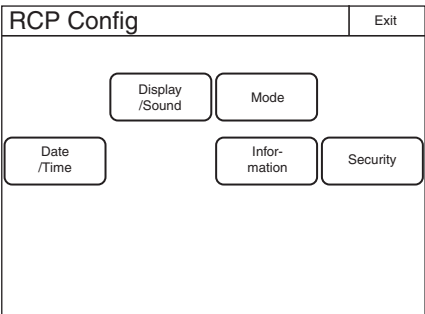 RCP Config
Exit
Display
/Sound
Mode
Date
/Time
Infor-
mation
Security